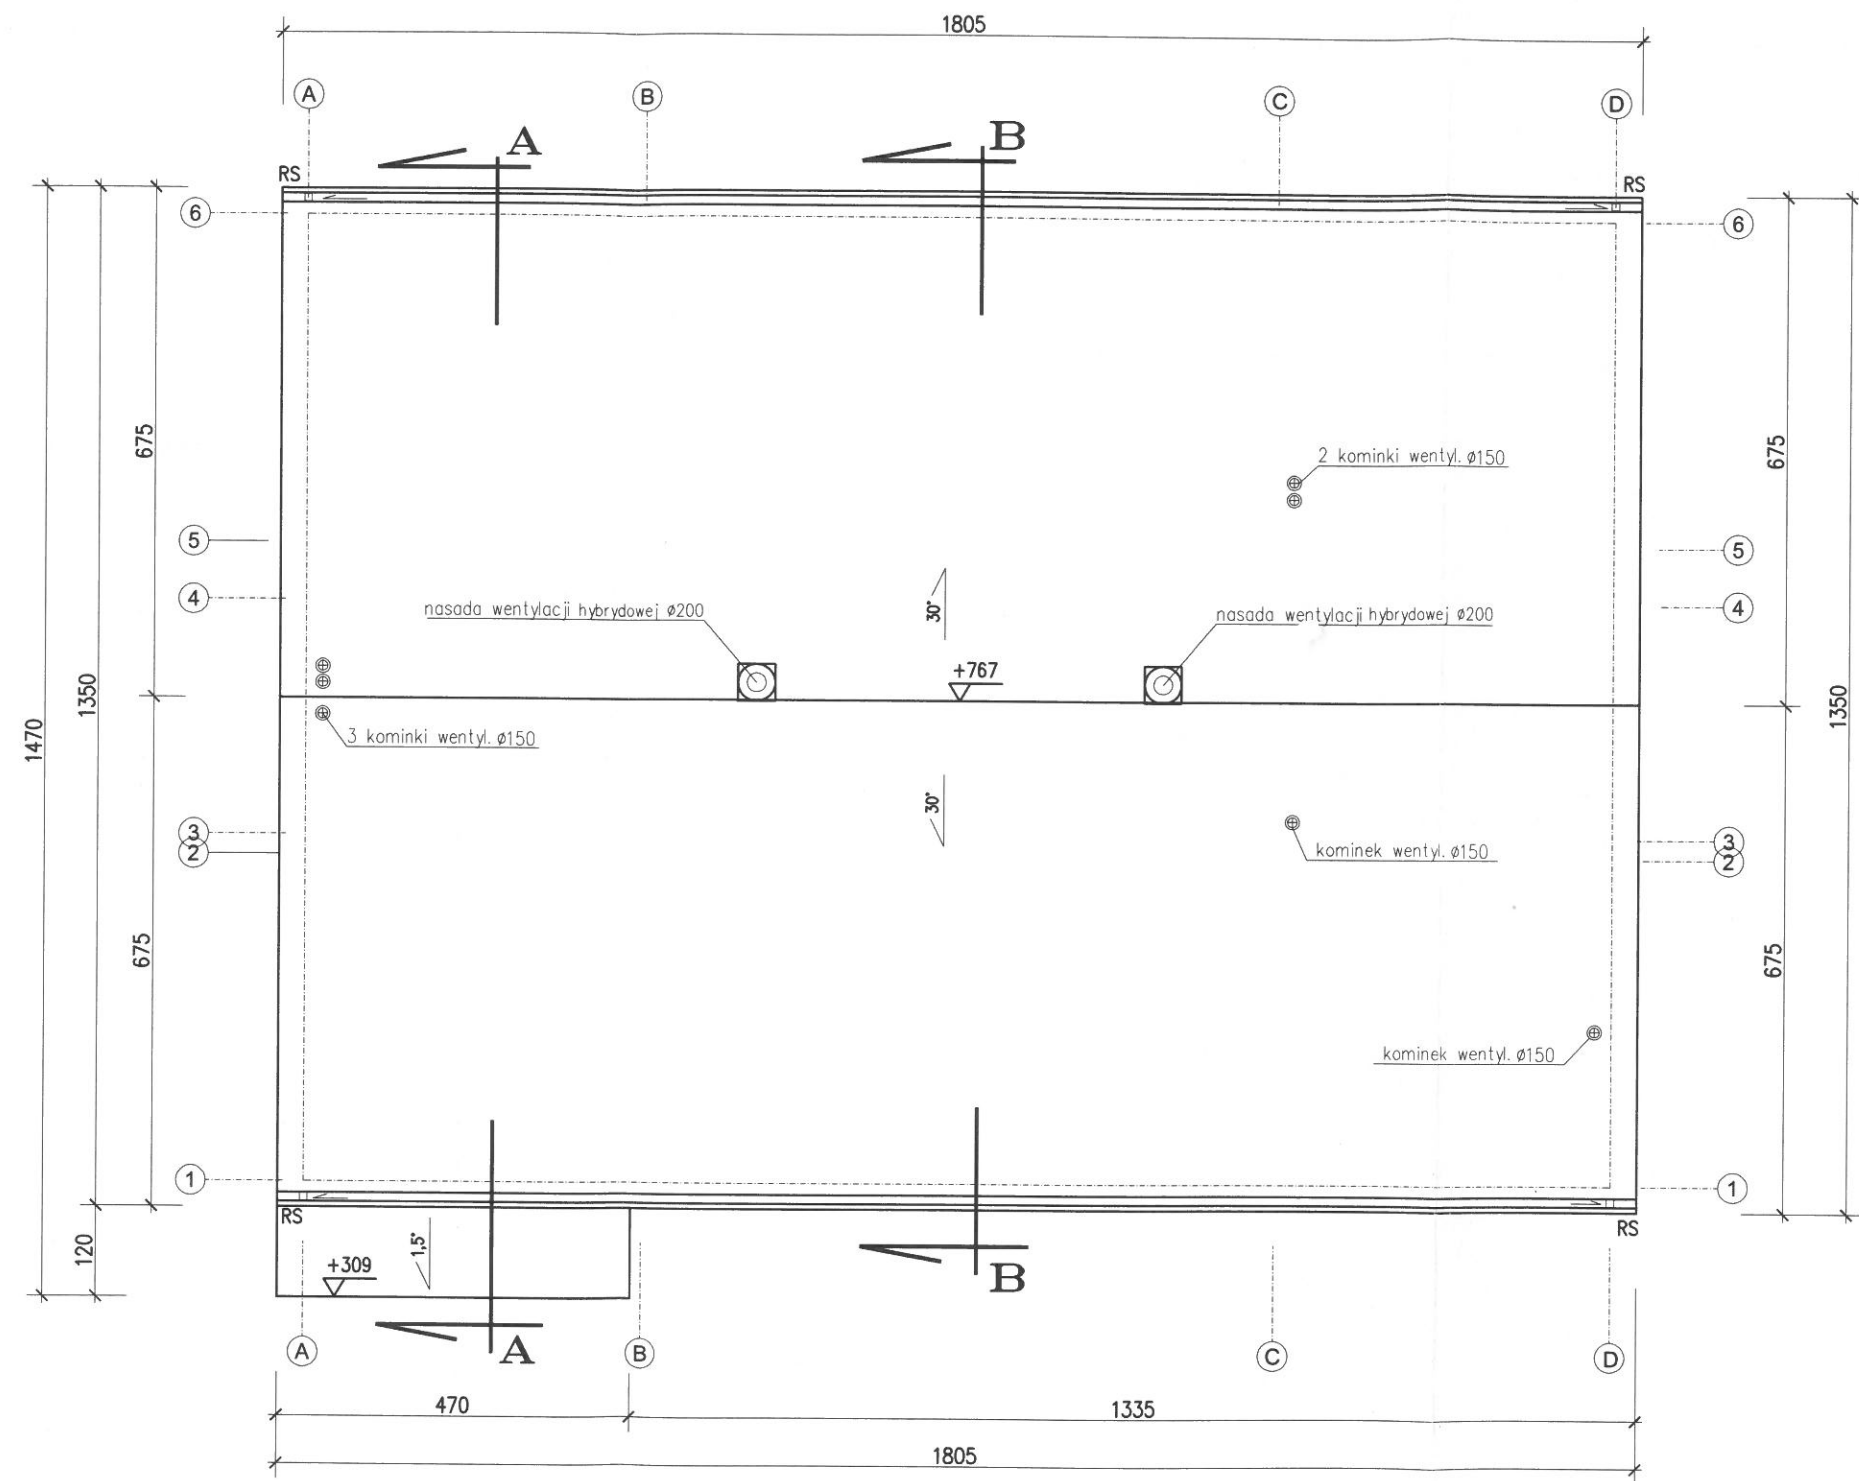 1805
A
B
C
D
A
B
RS
RS
6
6
675
675
2 kominki wentyl. ø150
5
5
4
4
nasada wentylacji hybrydowej ø200
30°
nasada wentylacji hybrydowej ø200
+767
1350
1350
1470
3 kominki wentyl. ø150
30°
3
3
2
2
kominek wentyl. ø150
675
675
kominek wentyl. ø150
1
1
RS
RS
120
1,5°
+309
B
A
A
B
C
D
470
1335
1805